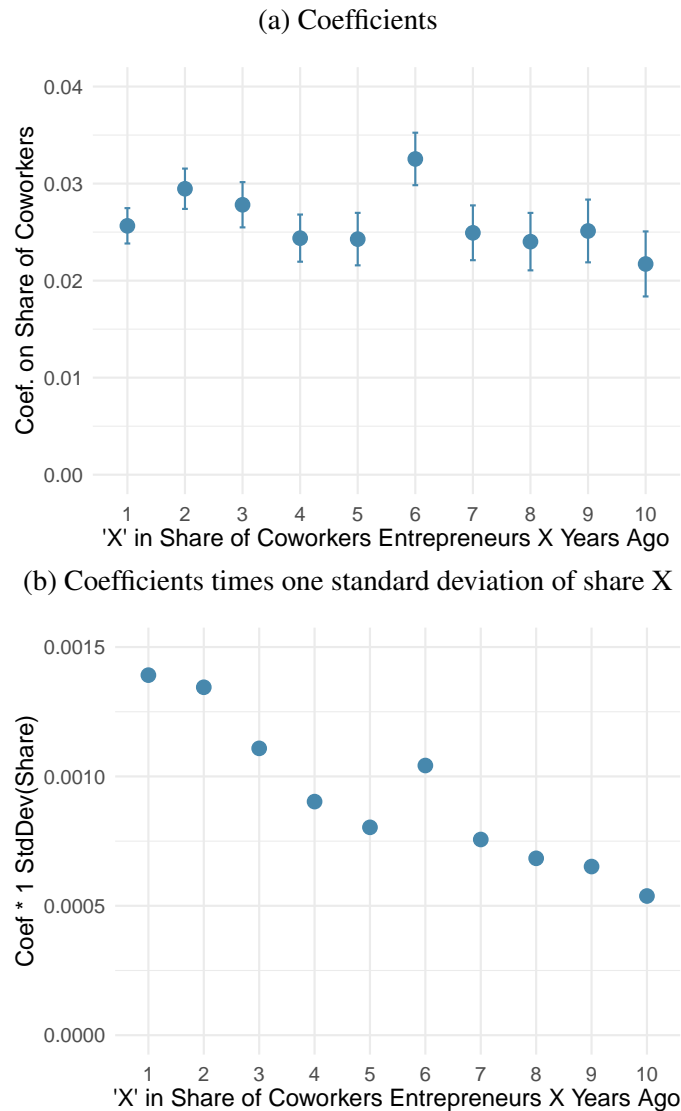 (a) Coefficients
Coef. on Share of Coworkers
0.04
0.03
0.02
0.01
0.00
1 2 3 4 5 6 7 8 9 10
'X' in Share of Coworkers Entrepreneurs X Years Ago
(b) Coefficients times one standard deviation of share X
Coef * 1 StdDev(Share)
0.0015
0.0010
0.0005
0.0000
1 2 3 4 5 6 7 8 9 10
'X' in Share of Coworkers Entrepreneurs X Years Ago